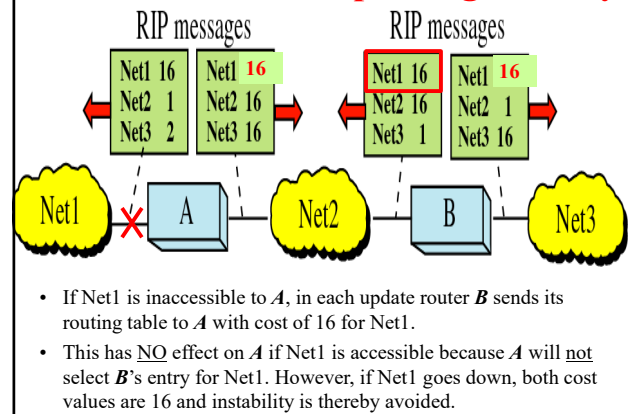 RIP messages
RIP messages
Net1 16
Net2 1
Net3 2
Net1 16
Net2 16
Net3 16
Net1 16
Net2 16
Net3 1
Net1 16
Net2 1
Net3 16
Net1
A
Net2
B
Net3
• If Net1 is inaccessible to A, in each update router B sends its
routing table to A with cost of 16 for Net1.
• This has NO effect on A if Net1 is accessible because A will not
select B’s entry for Net1. However, if Net1 goes down, both cost
values are 16 and instability is thereby avoided.